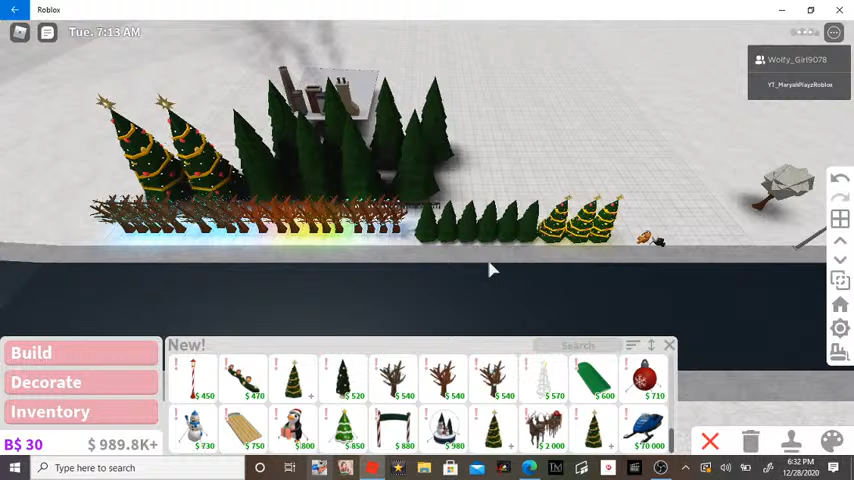 Roblox
Tue. 7:13 AM
Wolfy_Girl9078
YT_MaryahPlayzRoblox
Build
Decorate
Inventory
B$ 30
$ 989.8K+
New!
Search
$ 450
$ 470
$ 520
$ 540
$ 540
$ 540
$ 570
$ 600
$ 710
$ 730
$ 750
$ 800
$ 850
$ 880
$ 980
$ 2 000
$ 70 000
Type here to search
TM
6:32 PM
12/28/2020